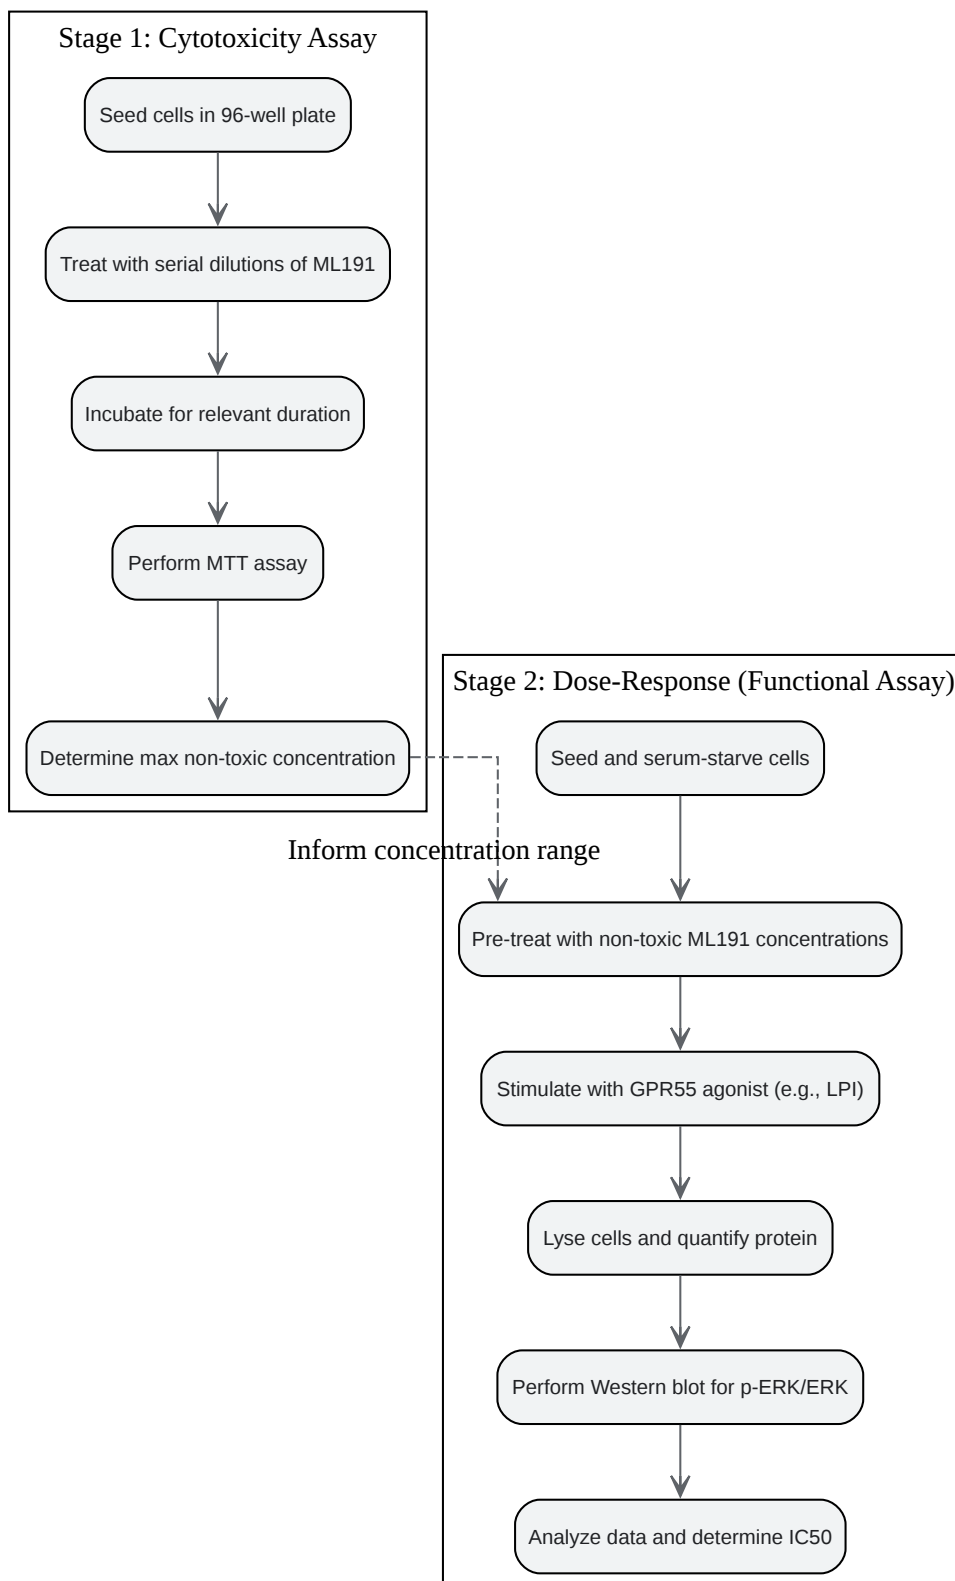 Stage 1: Cytotoxicity Assay
Seed cells in 96-well plate
Treat with serial dilutions of ML191
Incubate for relevant duration
Perform MTT assay
Determine max non-toxic concentration
Inform concentration range
Stage 2: Dose-Response (Functional Assay)
Seed and serum-starve cells
Pre-treat with non-toxic ML191 concentrations
Stimulate with GPR55 agonist (e.g., LPI)
Lyse cells and quantify protein
Perform Western blot for p-ERK/ERK
Analyze data and determine IC50